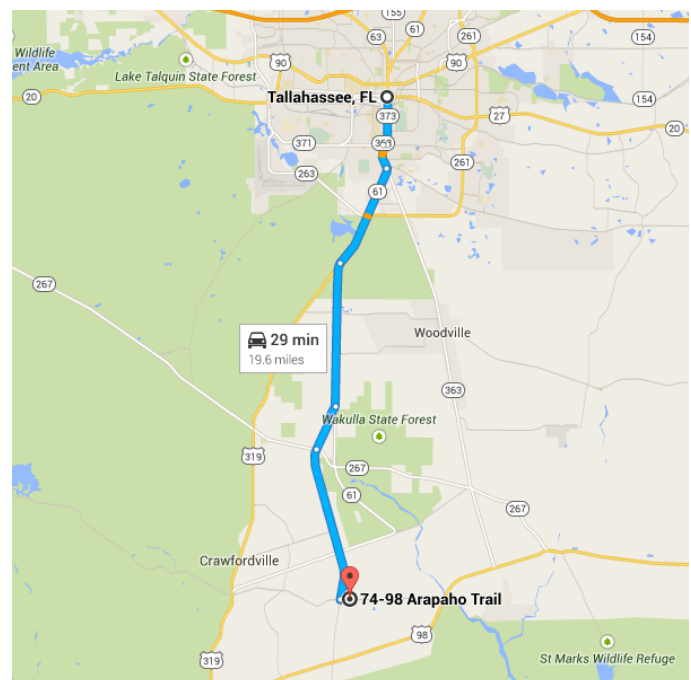 63
61
155
261
154
90
90
Wildlife
ent Area
Lake Talquin State Forest
20
Tallahassee, FL
154
373
27
371
363
20
263
261
61
267
Woodville
29 min
19.6 miles
363
Wakulla State Forest
319
267
61
267
Crawfordville
74-98 Arapaho Trail
98
319
St Marks Wildlife Refuge